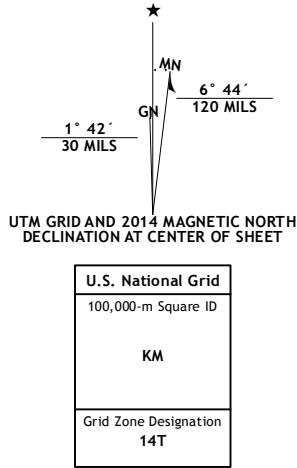 ★
MN
GN
6° 44´
120 MILS
1° 42´
30 MILS
UTM GRID AND 2014 MAGNETIC NORTH
DECLINATION AT CENTER OF SHEET
U.S. National Grid
100,000-m Square ID
KM
Grid Zone Designation
14T